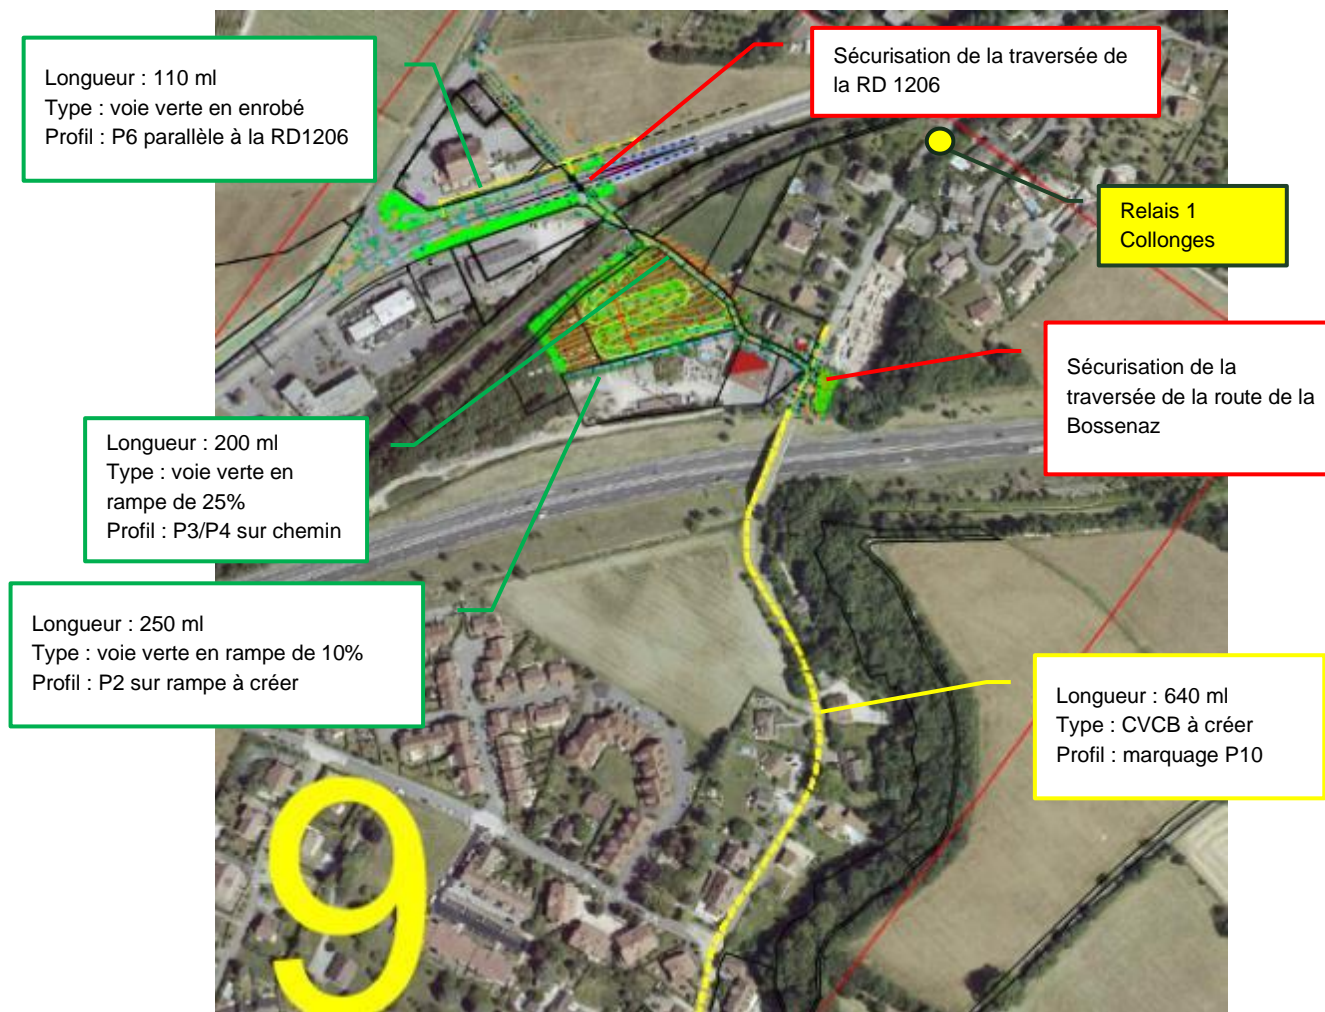 Longueur : 110 ml
Type : voie verte en enrobé
Profil : P6 parallèle à la RD1206
Sécurisation de la traversée de
la RD 1206
Relais 1
Collonges
Sécurisation de la
traversée de la route de la
Bossenaz
Longueur : 200 ml
Type : voie verte en
rampe de 25%
Profil : P3/P4 sur chemin
Longueur : 250 ml
Type : voie verte en rampe de 10%
Profil : P2 sur rampe à créer
Longueur : 640 ml
Type : CVCB à créer
Profil : marquage P10
9